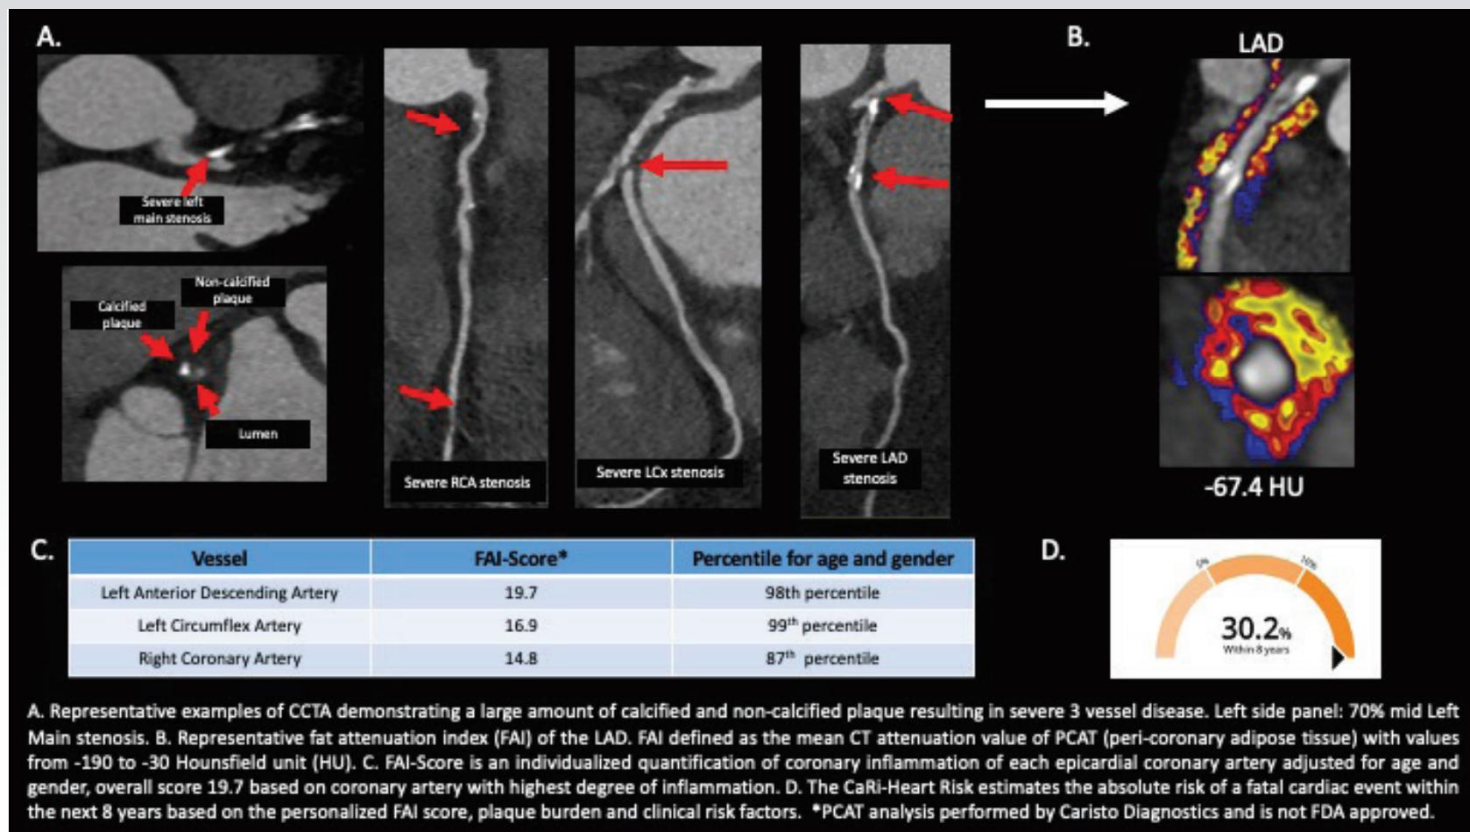 A.
Severe left
main stenosis
Non-calcified
plaque
Calcified
plaque
Lumen
Severe RCA stenosis
Severe LCx stenosis
Severe LAD
stenosis
B.
LAD
-67.4 HU
C.
Vessel FAI-Score* Percentile for age and gender
Left Anterior Descending Artery 19.7 98th percentile
Left Circumflex Artery 16.9 99th percentile
Right Coronary Artery 14.8 87th percentile
D.
5% 10%
30.2%
Within 8 years
A. Representative examples of CCTA demonstrating a large amount of calcified and non-calcified plaque resulting in severe 3 vessel disease. Left side panel: 70% mid Left
Main stenosis. B. Representative fat attenuation index (FAI) of the LAD. FAI defined as the mean CT attenuation value of PCAT (peri-coronary adipose tissue) with values
from -190 to -30 Hounsfield unit (HU). C. FAI-Score is an individualized quantification of coronary inflammation of each epicardial coronary artery adjusted for age and
gender, overall score 19.7 based on coronary artery with highest degree of inflammation. D. The CaRi-Heart Risk estimates the absolute risk of a fatal cardiac event within
the next 8 years based on the personalized FAI score, plaque burden and clinical risk factors. *PCAT analysis performed by Caristo Diagnostics and is not FDA approved.